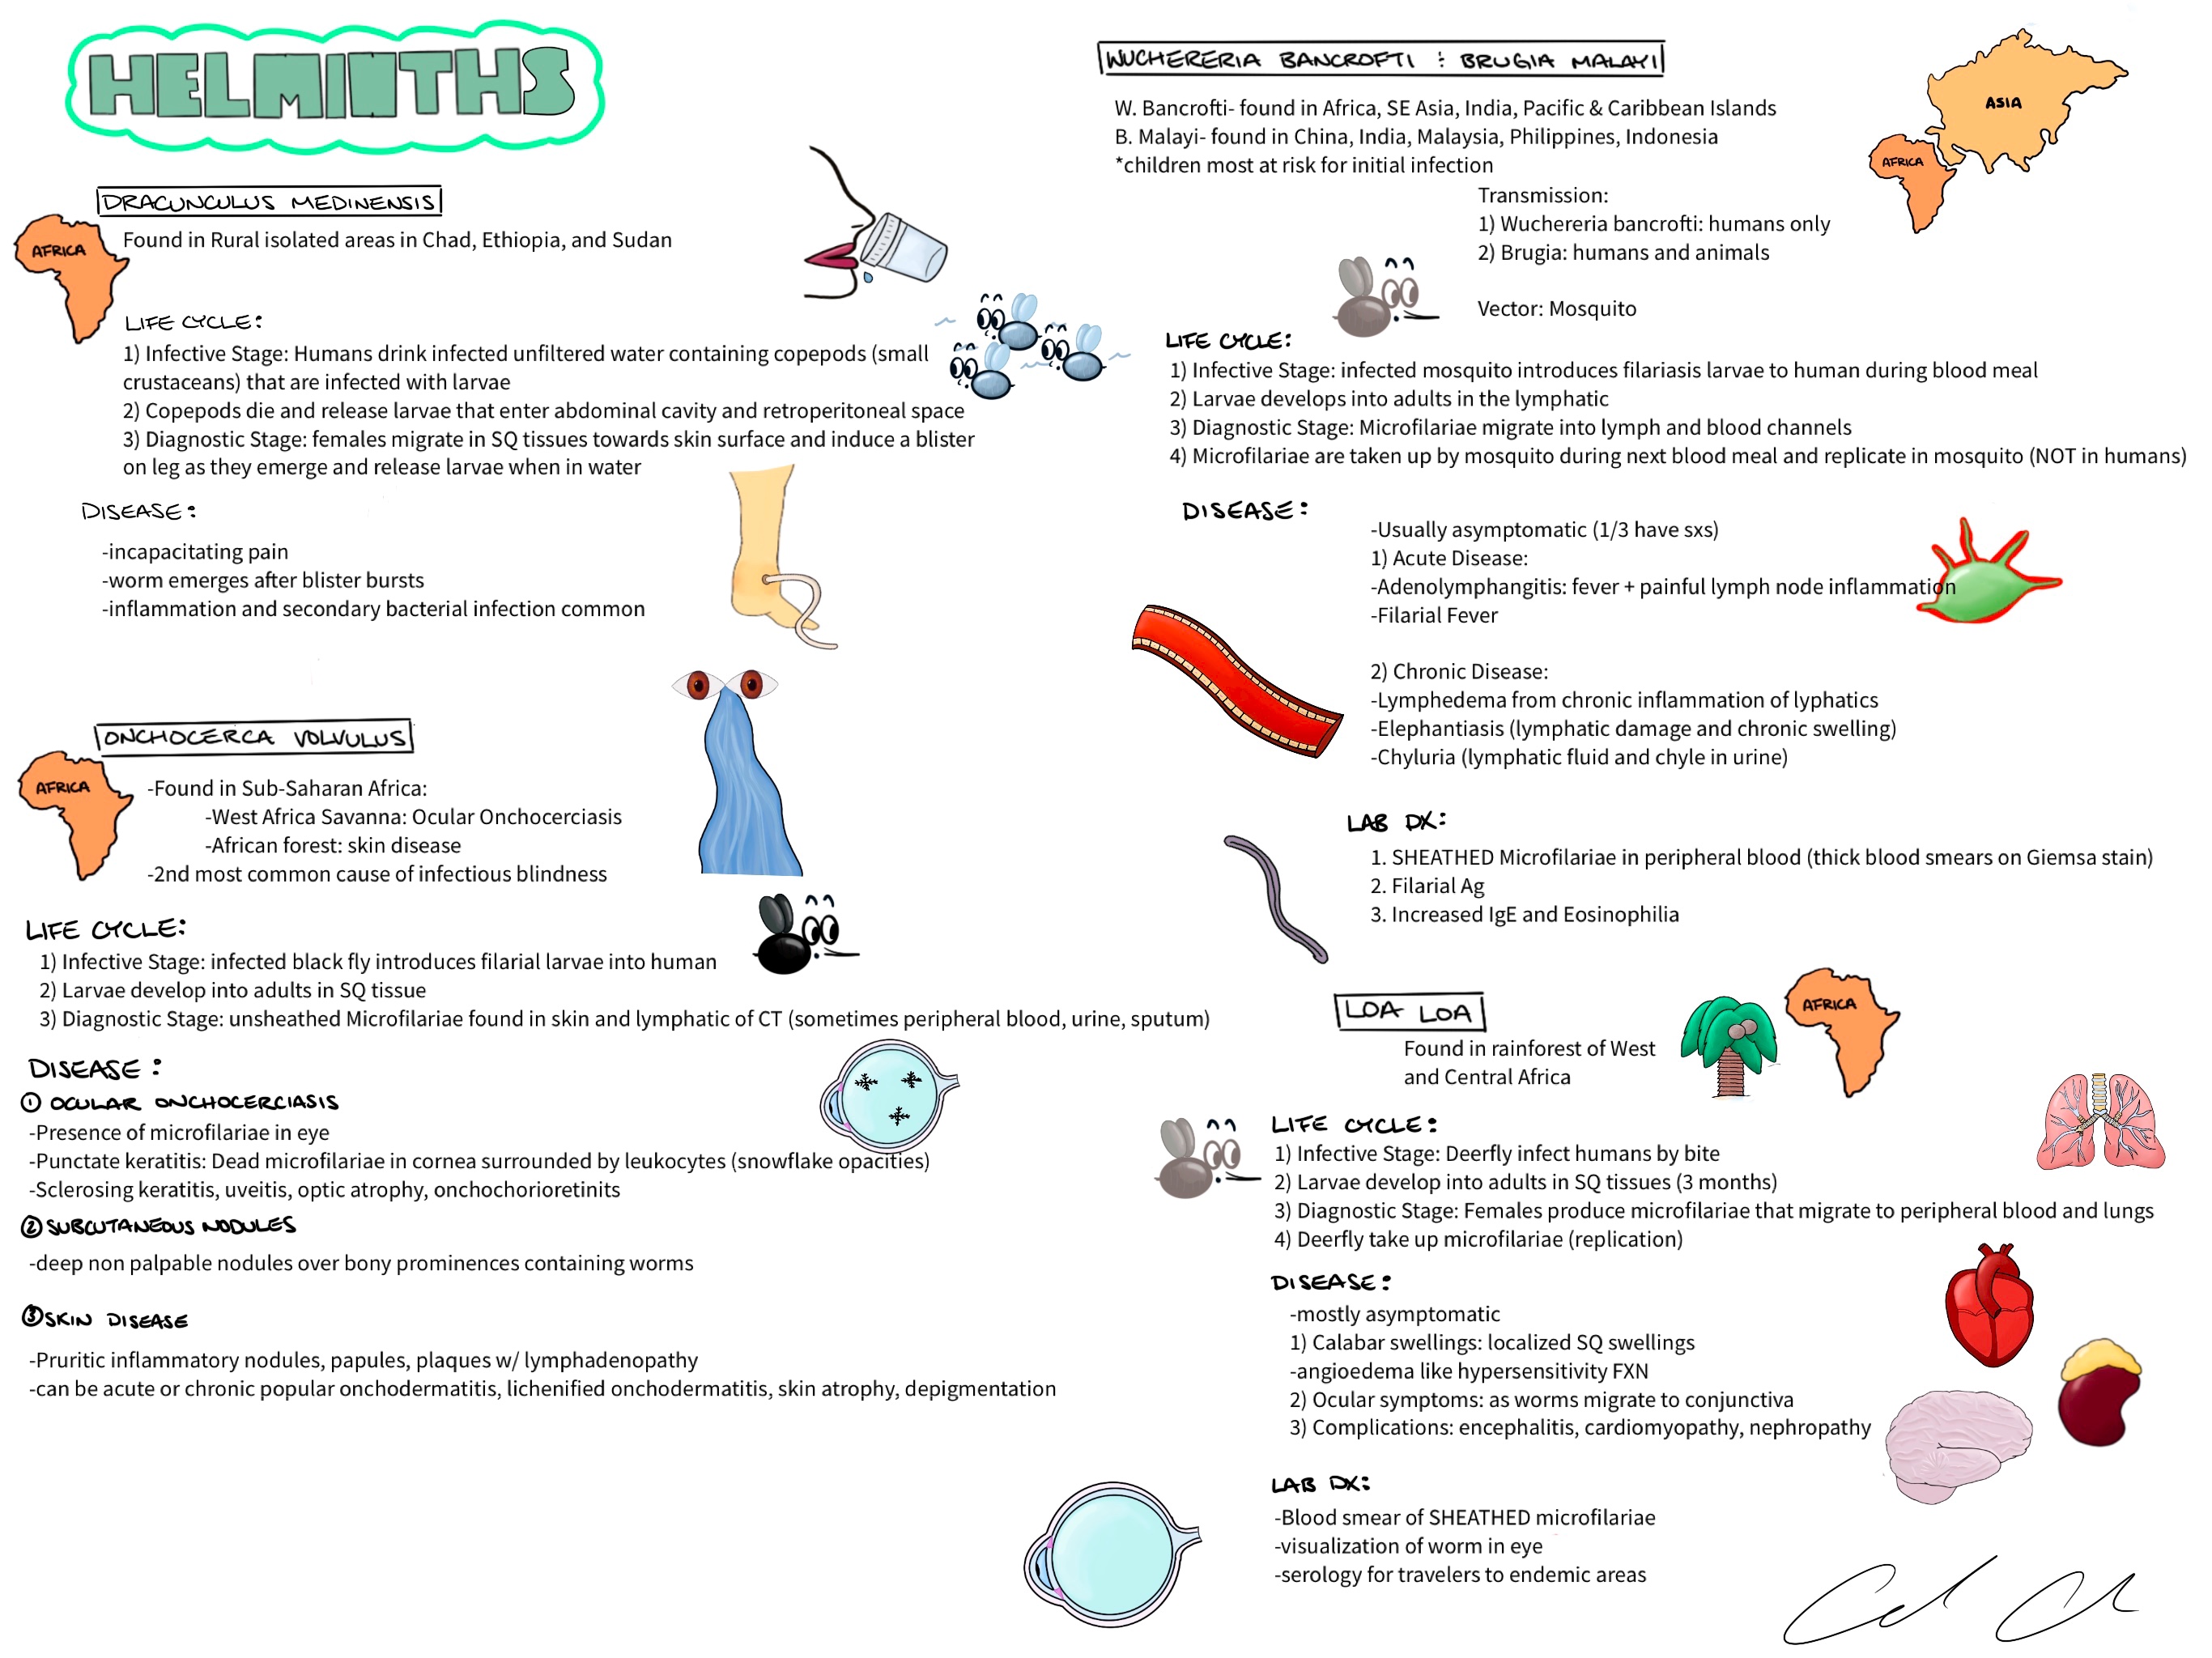 HELMINTHS
DRACUNCULUS MEDINENSIS
AFRICA
Found in Rural isolated areas in Chad, Ethiopia, and Sudan
LIFE CYCLE:
1) Infective Stage: Humans drink infected unfiltered water containing copepods (small
crustaceans) that are infected with larvae
2) Copepods die and release larvae that enter abdominal cavity and retroperitoneal space
3) Diagnostic Stage: females migrate in SQ tissues towards skin surface and induce a blister
on leg as they emerge and release larvae when in water
DISEASE:
-incapacitating pain
-worm emerges after blister bursts
-inflammation and secondary bacterial infection common
ONCHOCERCA VOLVULUS
AFRICA
-Found in Sub-Saharan Africa:
-West Africa Savanna: Ocular Onchocerciasis
-African forest: skin disease
-2nd most common cause of infectious blindness
LIFE CYCLE:
1) Infective Stage: infected black fly introduces filarial larvae into human
2) Larvae develop into adults in SQ tissue
3) Diagnostic Stage: unsheathed Microfilariae found in skin and lymphatic of CT (sometimes peripheral blood, urine, sputum)
DISEASE:
① OCULAR ONCHOCERCIASIS
-Presence of microfilariae in eye
-Punctate keratitis: Dead microfilariae in cornea surrounded by leukocytes (snowflake opacities)
-Sclerosing keratitis, uveitis, optic atrophy, onchochorioretinits
② SUBCUTANEOUS NODULES
-deep non palpable nodules over bony prominences containing worms
③ SKIN DISEASE
-Pruritic inflammatory nodules, papules, plaques w/ lymphadenopathy
-can be acute or chronic popular onchodermatitis, lichenified onchodermatitis, skin atrophy, depigmentation
WUCHERERIA BANCROFTI : BRUGIA MALAYI
ASIA
AFRICA
W. Bancrofti- found in Africa, SE Asia, India, Pacific & Caribbean Islands
B. Malayi- found in China, India, Malaysia, Philippines, Indonesia
*children most at risk for initial infection
Transmission:
1) Wuchereria bancrofti: humans only
2) Brugia: humans and animals
Vector: Mosquito
LIFE CYCLE:
1) Infective Stage: infected mosquito introduces filariasis larvae to human during blood meal
2) Larvae develops into adults in the lymphatic
3) Diagnostic Stage: Microfilariae migrate into lymph and blood channels
4) Microfilariae are taken up by mosquito during next blood meal and replicate in mosquito (NOT in humans)
DISEASE:
-Usually asymptomatic (1/3 have sxs)
1) Acute Disease:
-Adenolymphangitis: fever + painful lymph node inflammation
-Filarial Fever
2) Chronic Disease:
-Lymphedema from chronic inflammation of lyphatics
-Elephantiasis (lymphatic damage and chronic swelling)
-Chyluria (lymphatic fluid and chyle in urine)
LAB DX:
1. SHEATHED Microfilariae in peripheral blood (thick blood smears on Giemsa stain)
2. Filarial Ag
3. Increased IgE and Eosinophilia
LOA LOA
AFRICA
Found in rainforest of West
and Central Africa
LIFE CYCLE:
1) Infective Stage: Deerfly infect humans by bite
2) Larvae develop into adults in SQ tissues (3 months)
3) Diagnostic Stage: Females produce microfilariae that migrate to peripheral blood and lungs
4) Deerfly take up microfilariae (replication)
DISEASE:
-mostly asymptomatic
1) Calabar swellings: localized SQ swellings
-angioedema like hypersensitivity FXN
2) Ocular symptoms: as worms migrate to conjunctiva
3) Complications: encephalitis, cardiomyopathy, nephropathy
LAB DX:
-Blood smear of SHEATHED microfilariae
-visualization of worm in eye
-serology for travelers to endemic areas